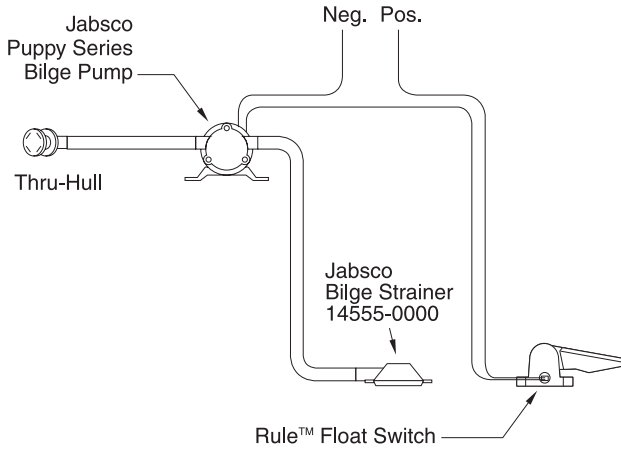 Jabsco
Puppy Series
Bilge Pump
Neg. Pos.
Thru-Hull
Jabsco
Bilge Strainer
14555-0000
Rule™ Float Switch